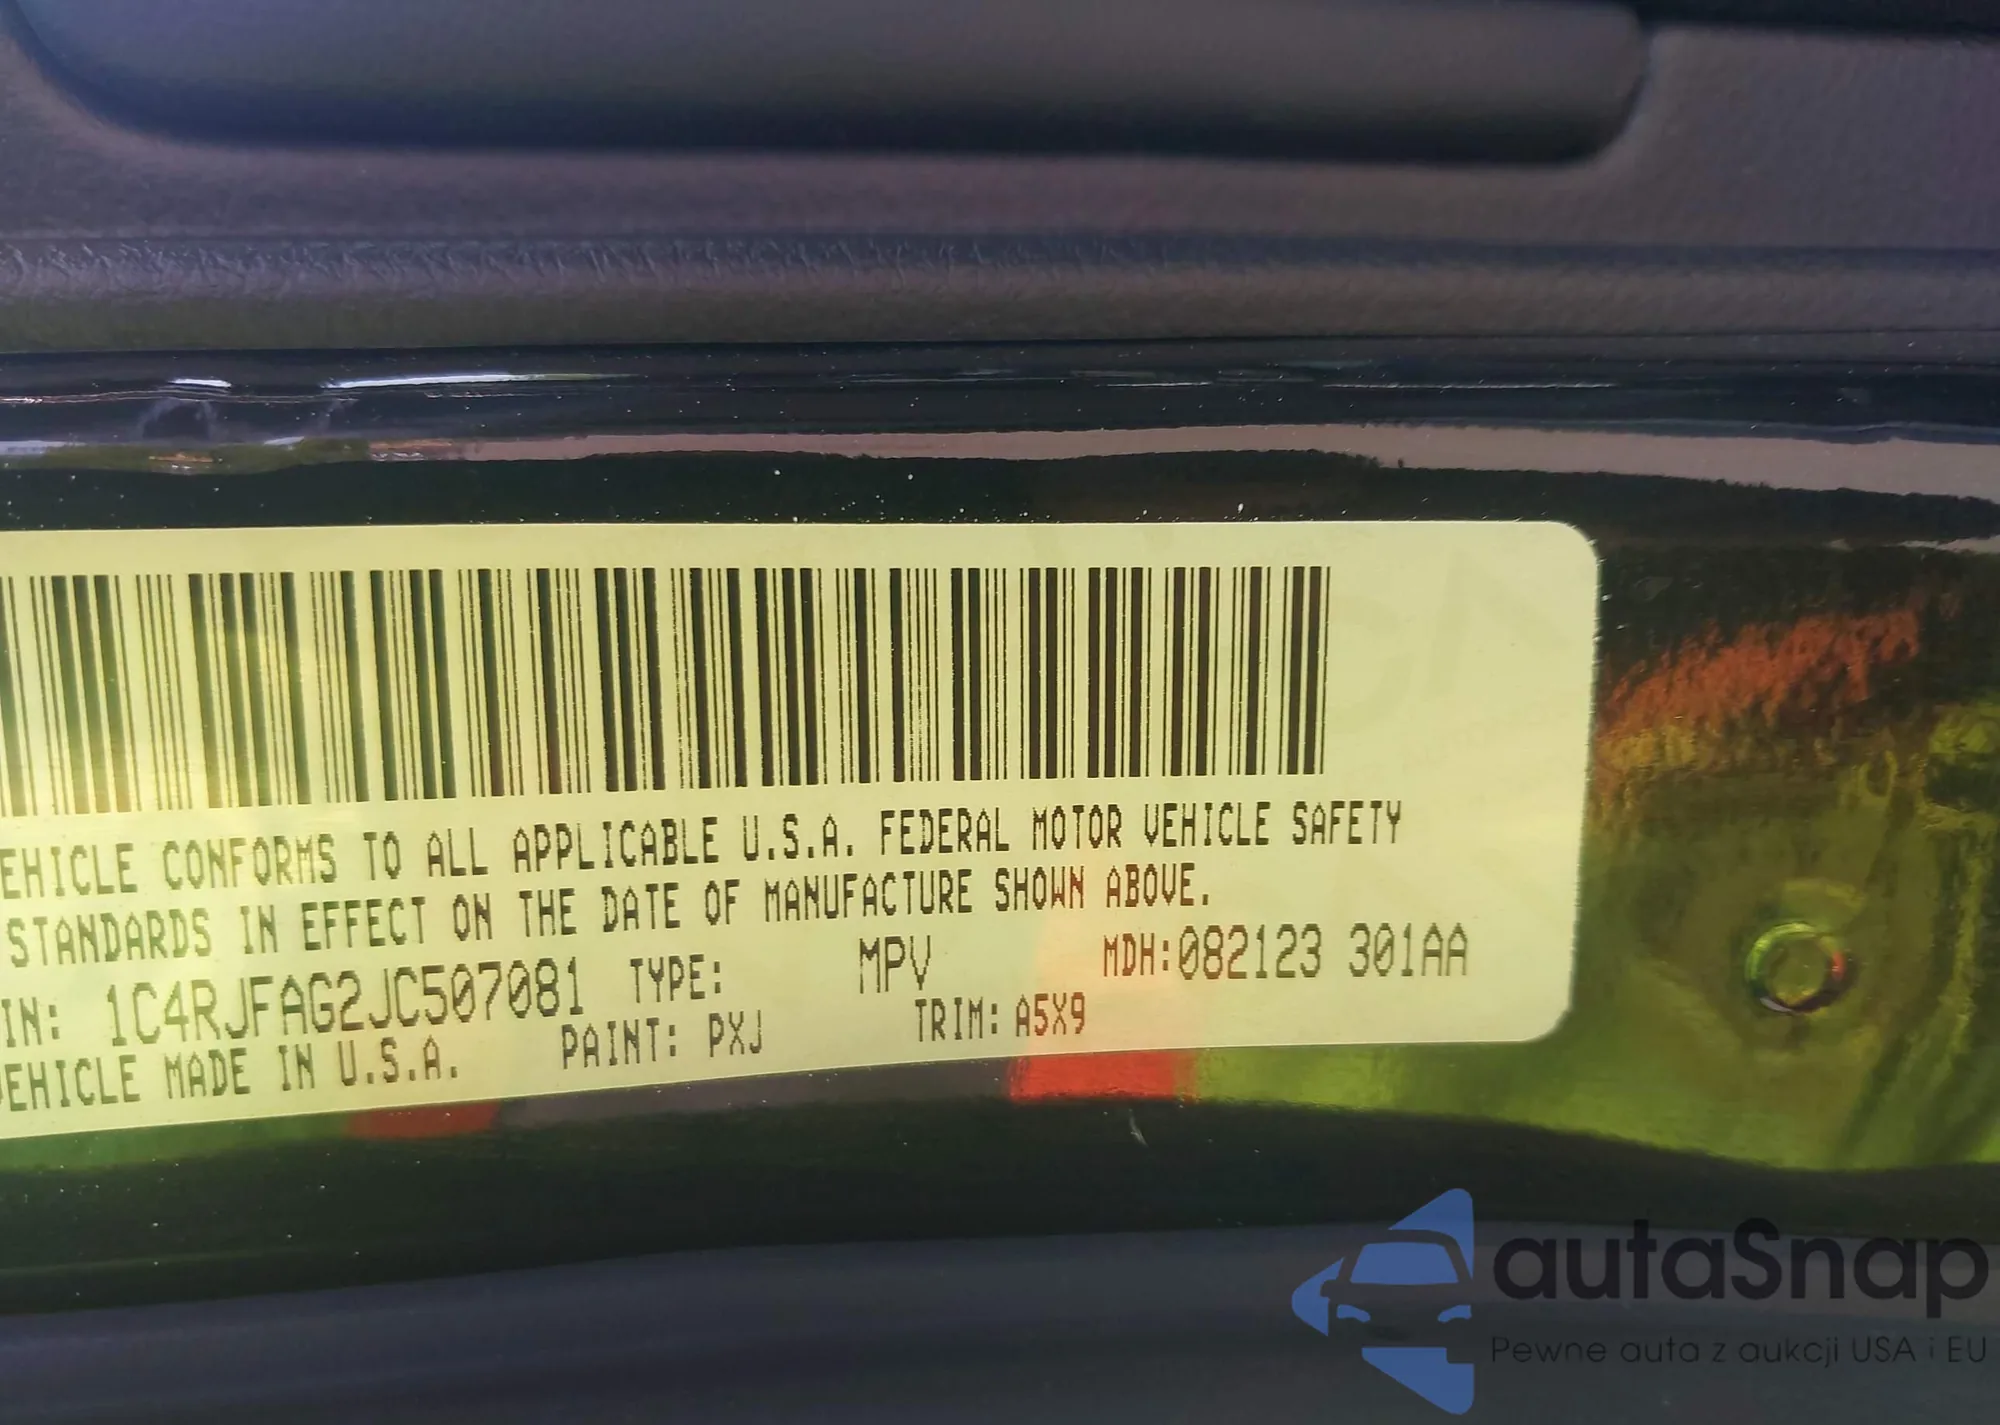 EHICLE CONFORMS TO ALL APPLICABLE U.S.A. FEDERAL MOTOR VEHICLE SAFETY
STANDARDS IN EFFECT ON THE DATE OF MANUFACTURE SHOWN ABOVE.
IN: 1C4RJFAG2JC507081 TYPE: MPV MDH:082123 301AA
EHICLE MADE IN U.S.A. PAINT: PXJ TRIM: A5X9
autaSnap
Pewne auta z aukcji USA i EU